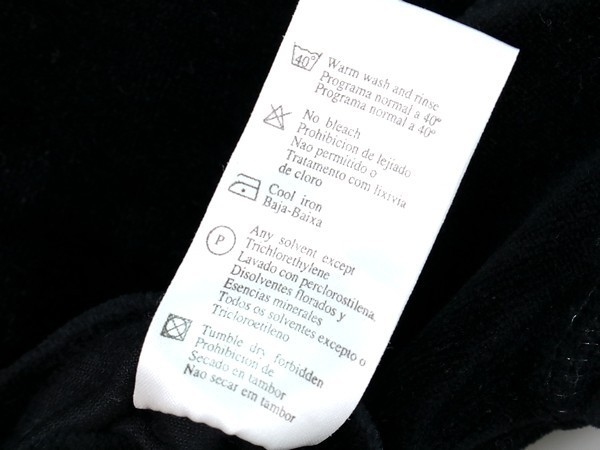 40°
Warm wash and rinse
Programa normal a 40°
Programa normal a 40°
No bleach
Prohibicion de lejiado
Nao permitido o
Tratamento com lixivia
de cloro
Cool iron
Baja-Baixa
P
Any solvent except
Trichlorethylene
Lavado con perclorostilena,
Disolventes florados y
Esencias minerales
Todos os solventes excepto o
Tricloroetileno
Tumble dry forbidden
Prohibicion de
Secado en tambor
Nao secar em tambor